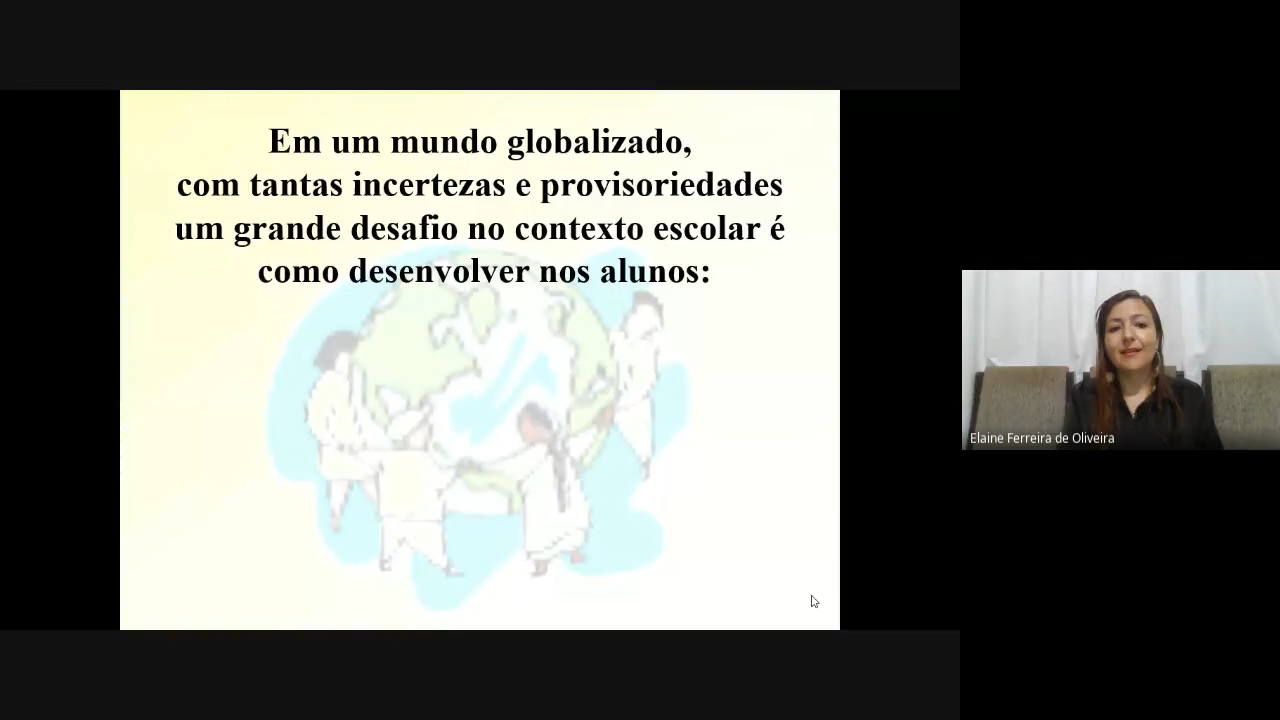 Em um mundo globalizado,
com tantas incertezas e provisoriedades
um grande desafio no contexto escolar é
como desenvolver nos alunos:
Elaine Ferreira de Oliveira